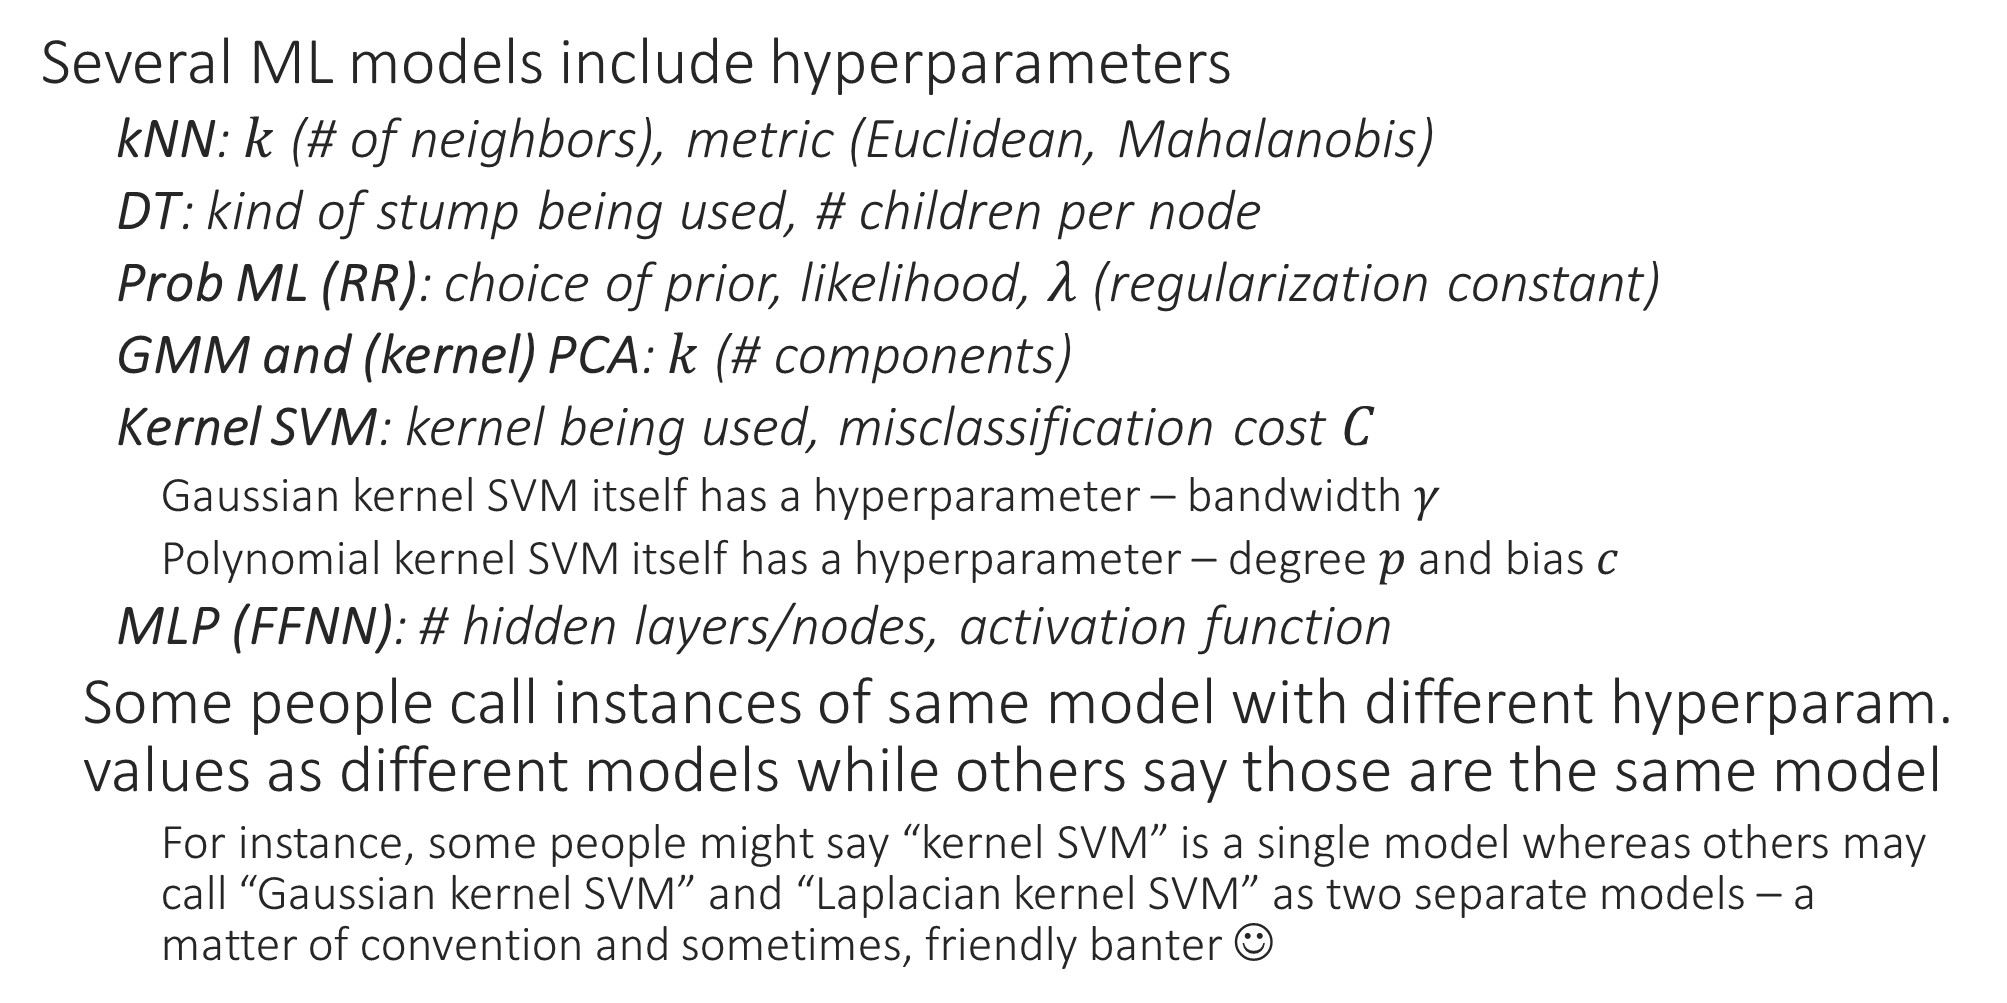 Several ML models include hyperparameters
kNN: k (# of neighbors), metric (Euclidean, Mahalanobis)
DT: kind of stump being used, # children per node
Prob ML (RR): choice of prior, likelihood, λ (regularization constant)
GMM and (kernel) PCA: k (# components)
Kernel SVM: kernel being used, misclassification cost C
Gaussian kernel SVM itself has a hyperparameter – bandwidth γ
Polynomial kernel SVM itself has a hyperparameter – degree p and bias c
MLP (FFNN): # hidden layers/nodes, activation function
Some people call instances of same model with different hyperparam.
values as different models while others say those are the same model
For instance, some people might say “kernel SVM” is a single model whereas others may
call “Gaussian kernel SVM” and “Laplacian kernel SVM” as two separate models – a
matter of convention and sometimes, friendly banter ☺